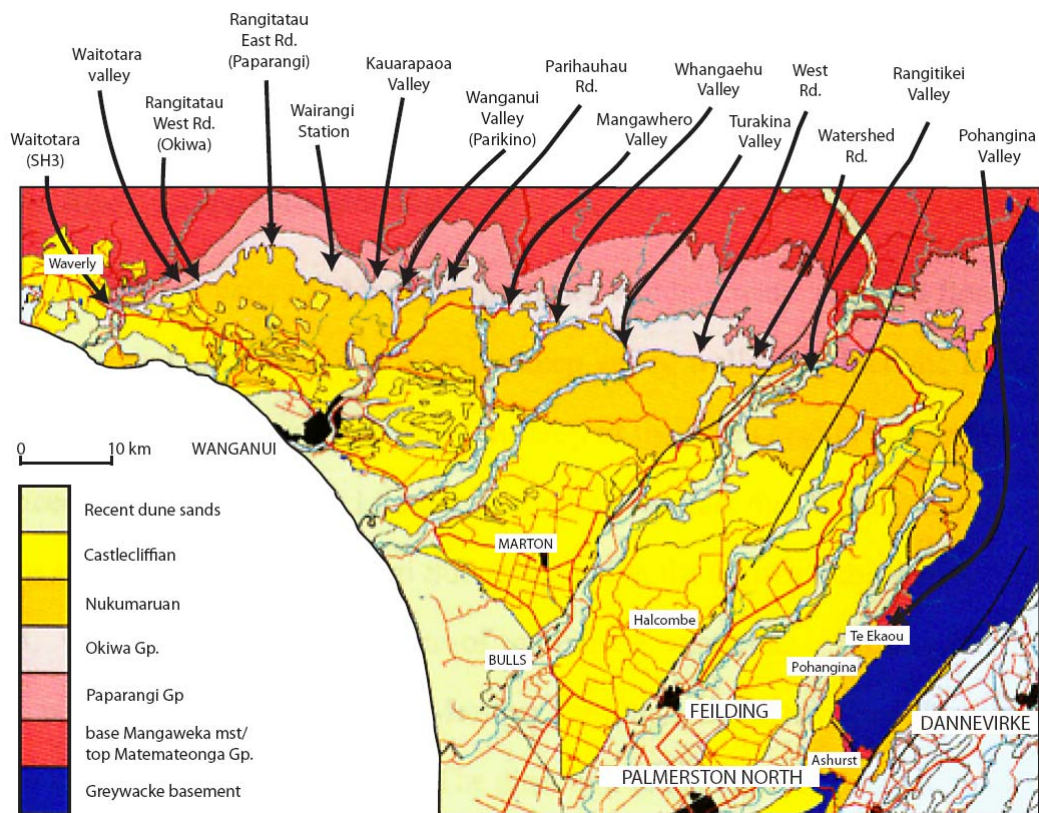 Rangitatau
East Rd.
(Paparangi)
Waitotara
valley
Kauarapaoa
Valley
Parihauhau
Rd.
Whangaehu
Valley
West
Rd.
Rangitikei
Valley
Rangitatau
West Rd.
(Okiwa)
Wairangi
Station
Wanganui
Valley
(Parikino)
Mangawhero
Valley
Turakina
Valley
Watershed
Rd.
Pohangina
Valley
Waitotara
(SH3)
Waverly
0 10 km
WANGANUI
Recent dune sands
Castlecliffian
Nukumaruan
Okiwa Gp.
Paparangi Gp
base Mangaweka mst/
top Matemateonga Gp.
Greywacke basement
MARTON
Halcombe
Te Ekaou
BULLS
Pohangina
FEILDING
DANNEVIRKE
Ashurst
PALMERSTON NORTH